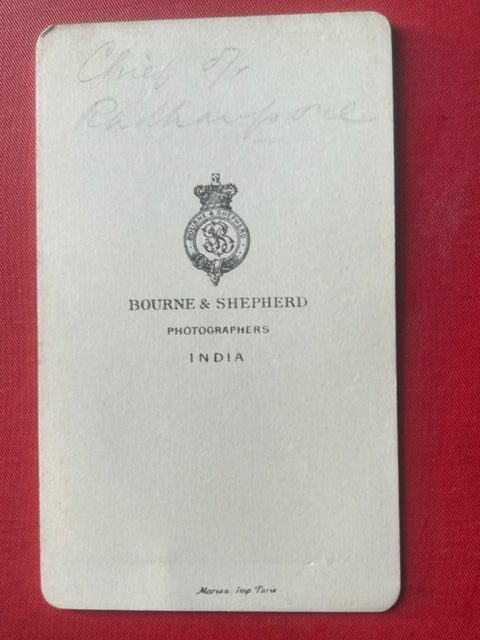 Chief of
Radhanpore
BOURNE & SHEPHERD
BOURNE & SHEPHERD
PHOTOGRAPHERS
INDIA
Marion Imp Paris